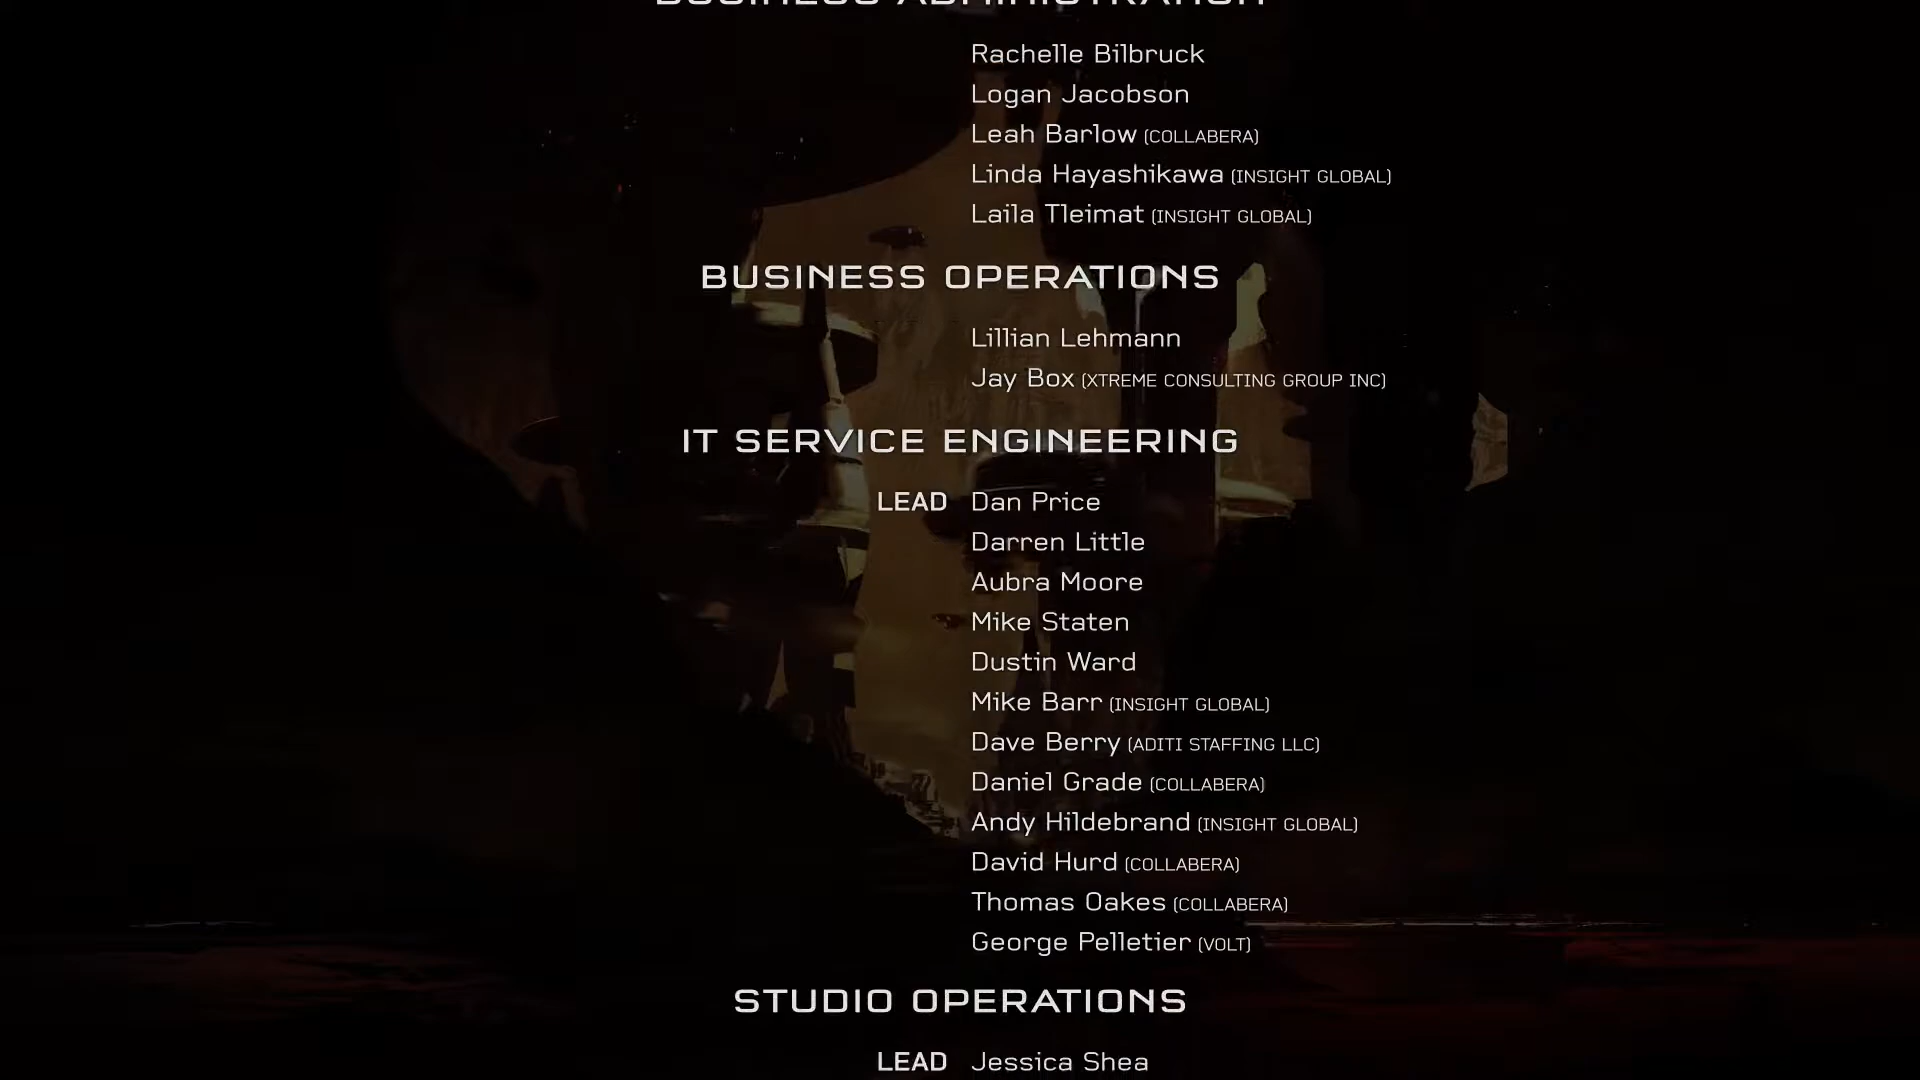 BUSINESS ADMINISTRATION
Rachelle Bilbruck
Logan Jacobson
Leah Barlow (COLLABERA)
Linda Hayashikawa (INSIGHT GLOBAL)
Laila Tleimat (INSIGHT GLOBAL)
BUSINESS OPERATIONS
Lillian Lehmann
Jay Box (XTREME CONSULTING GROUP INC)
IT SERVICE ENGINEERING
LEAD Dan Price
Darren Little
Aubra Moore
Mike Staten
Dustin Ward
Mike Barr (INSIGHT GLOBAL)
Dave Berry (ADITI STAFFING LLC)
Daniel Grade (COLLABERA)
Andy Hildebrand (INSIGHT GLOBAL)
David Hurd (COLLABERA)
Thomas Oakes (COLLABERA)
George Pelletier (VOLT)
STUDIO OPERATIONS
LEAD Jessica Shea